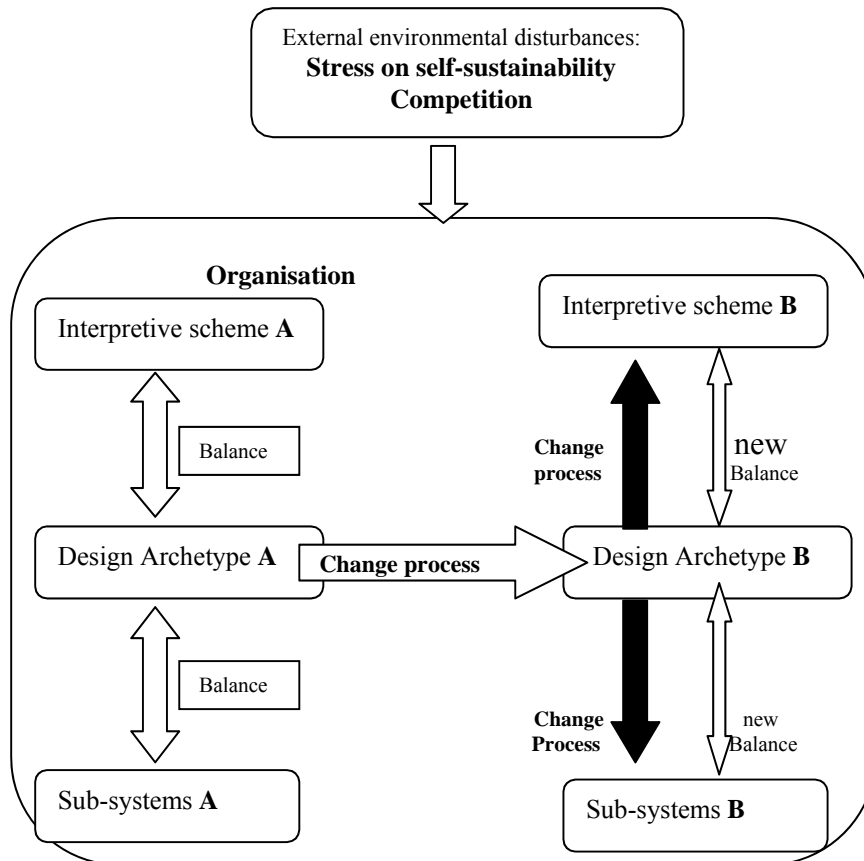 External environmental disturbances:
Stress on self-sustainability
Competition
Organisation
Interpretive scheme A
Interpretive scheme B
Balance
Change
process
new
Balance
Design Archetype A
Change process
Design Archetype B
Balance
Change
Process
new
Balance
Sub-systems A
Sub-systems B